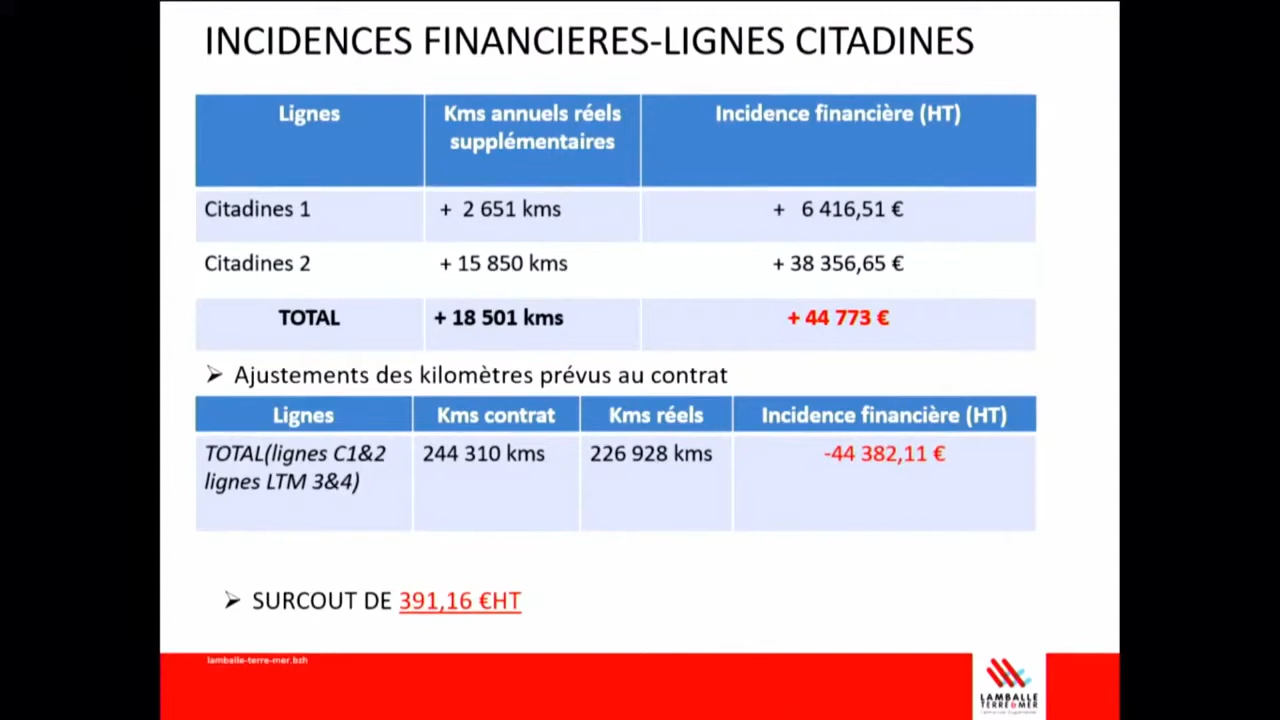 INCIDENCES FINANCIERES-LIGNES CITADINES
Lignes Kms annuels réels supplémentaires Incidence financière (HT)
Citadines 1 + 2 651 kms + 6 416,51 €
Citadines 2 + 15 850 kms + 38 356,65 €
TOTAL + 18 501 kms + 44 773 €
➢ Ajustements des kilomètres prévus au contrat
Lignes Kms contrat Kms réels Incidence financière (HT)
TOTAL(lignes C1&2 244 310 kms 226 928 kms -44 382,11 €
lignes LTM 3&4)
➢ SURCOUT DE 391,16 €HT
lamballe-terre-mer.bzh
LAMBALLE
TERRE&MER